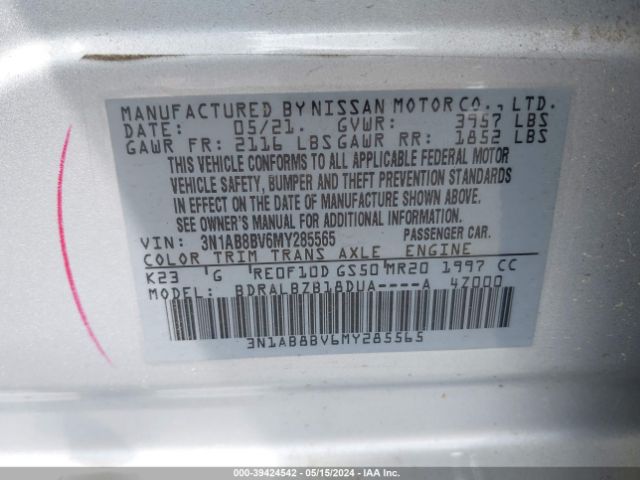 MANUFACTURED BY NISSAN MOTOR CO., LTD.
DATE: 05/21. GVWR: 3957 LBS
GAWR FR: 2116 LBS GAWR RR: 1852 LBS
THIS VEHICLE CONFORMS TO ALL APPLICABLE FEDERAL MOTOR
VEHICLE SAFETY, BUMPER AND THEFT PREVENTION STANDARDS
IN EFFECT ON THE DATE OF MANUFACTURE SHOWN ABOVE.
SEE OWNER'S MANUAL FOR ADDITIONAL INFORMATION.
VIN: 3N1AB8BV6MY285565 PASSENGER CAR.
COLOR TRIM TRANS AXLE ENGINE
K23 'G 'RE0F10D GS50 MR20 1997 CC
MODEL: BDRALBZB18DUA----A 4Z000
3N1AB8BV6MY285565
000-39424542 - 05/15/2024 - IAA Inc.